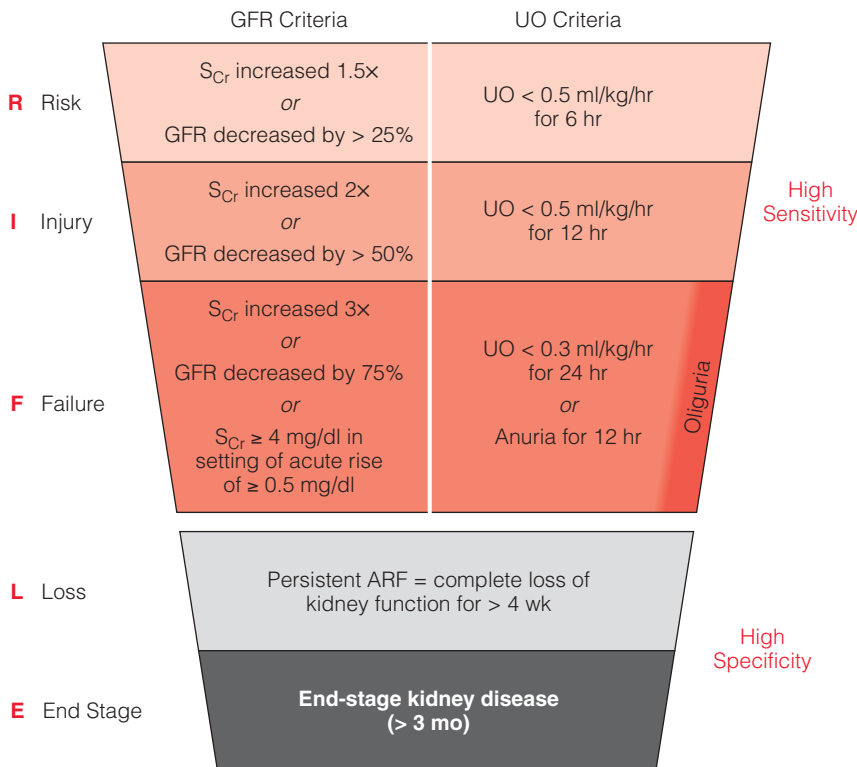 GFR Criteria
UO Criteria
R Risk
S_Cr increased 1.5×
or
GFR decreased by > 25%
UO < 0.5 ml/kg/hr
for 6 hr
I Injury
S_Cr increased 2×
or
GFR decreased by > 50%
UO < 0.5 ml/kg/hr
for 12 hr
High
Sensitivity
F Failure
S_Cr increased 3×
or
GFR decreased by 75%
or
S_Cr ≥ 4 mg/dl in
setting of acute rise
of ≥ 0.5 mg/dl
UO < 0.3 ml/kg/hr
for 24 hr
or
Anuria for 12 hr
Oliguria
L Loss
Persistent ARF = complete loss of
kidney function for > 4 wk
High
Specificity
E End Stage
End-stage kidney disease
(> 3 mo)